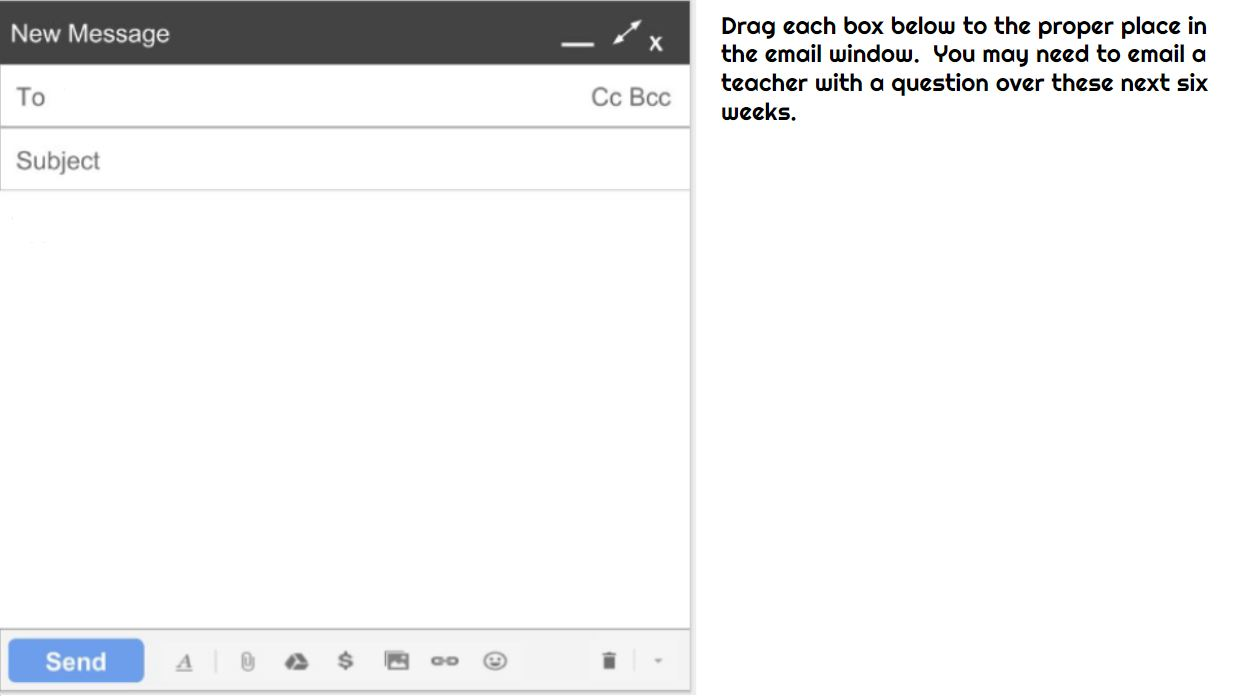 New Message
To Cc Bcc
Subject
Send
Drag each box below to the proper place in
the email window. You may need to email a
teacher with a question over these next six
weeks.